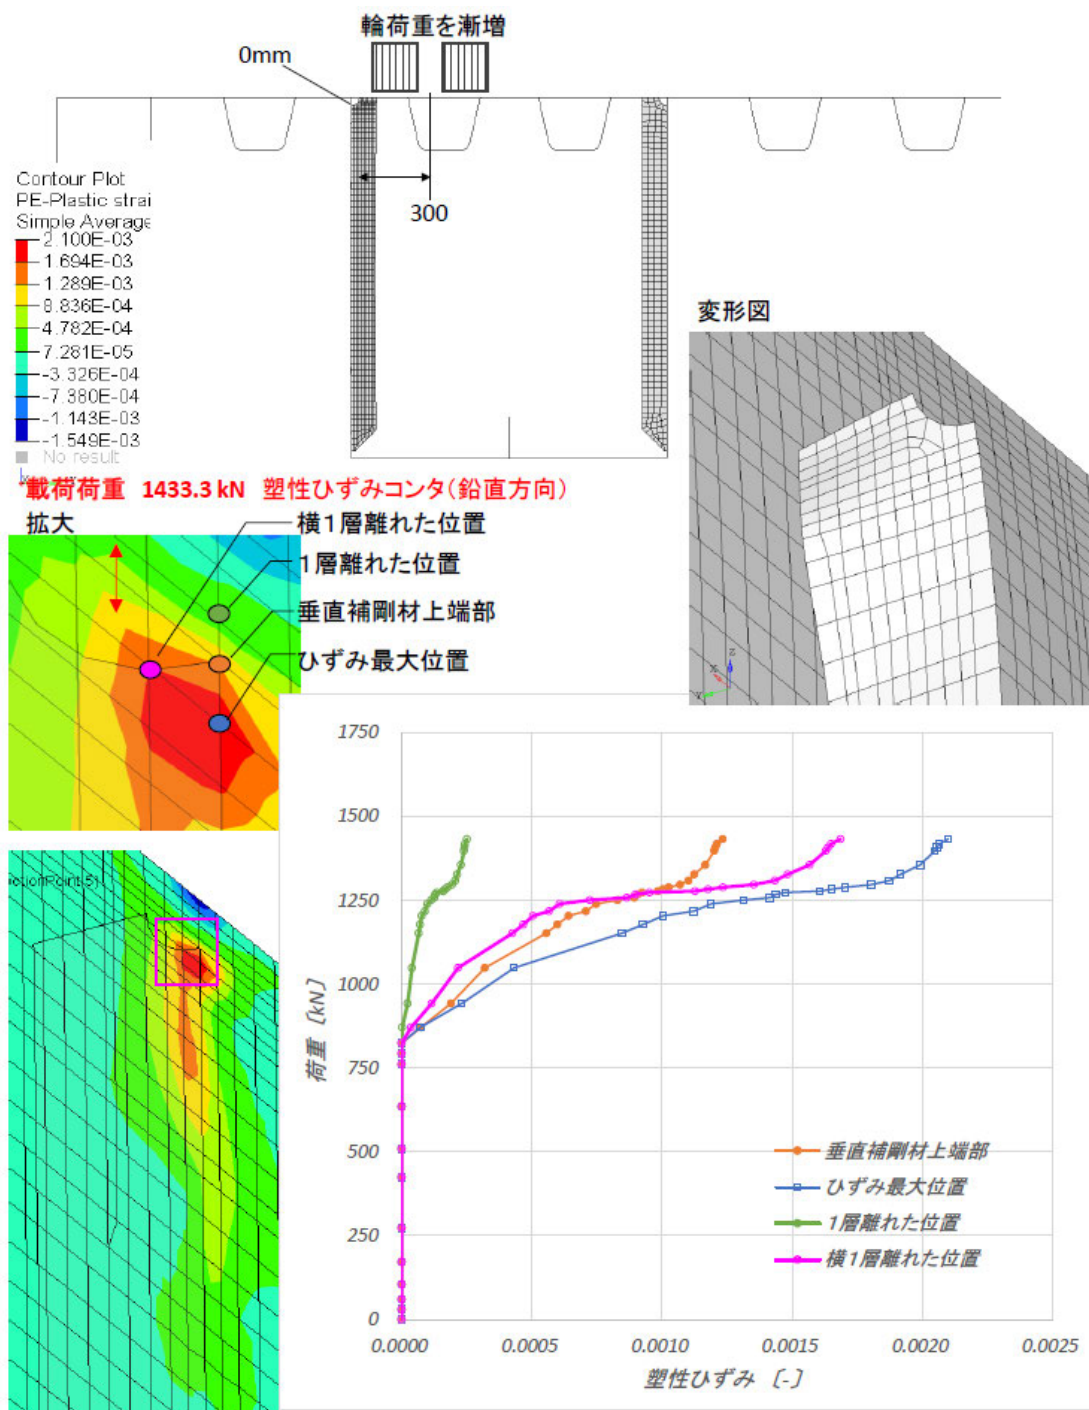 輪荷重を漸増
0mm
300
Contour Plot
PE-Plastic strai
Simple Average
2.100E-03
1.694E-03
1.289E-03
8.836E-04
4.782E-04
7.281E-05
-3.326E-04
-7.380E-04
-1.143E-03
-1.549E-03
No result
変形図
載荷荷重 1433.3 kN 塑性ひずみコンタ（鉛直方向）
拡大
横１層離れた位置
１層離れた位置
垂直補剛材上端部
ひずみ最大位置
X
Z
Y
ctionPoint 5)
1750
1500
1250
1000
750
500
250
0
荷重 〔kN〕
垂直補剛材上端部
ひずみ最大位置
1層離れた位置
横１層離れた位置
0.0000
0.0005
0.0010
0.0015
0.0020
0.0025
塑性ひずみ 〔-〕